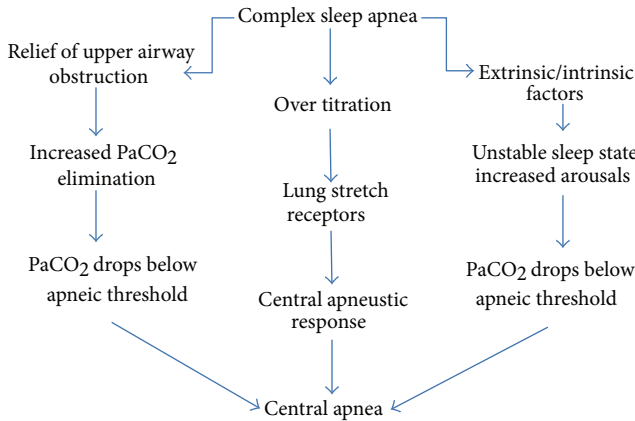 Complex sleep apnea
Relief of upper airway
obstruction
Increased PaCO2
elimination
PaCO2 drops below
apneic threshold
Over titration
Lung stretch
receptors
Central apneustic
response
Extrinsic/intrinsic
factors
Unstable sleep state
increased arousals
PaCO2 drops below
apneic threshold
Central apnea